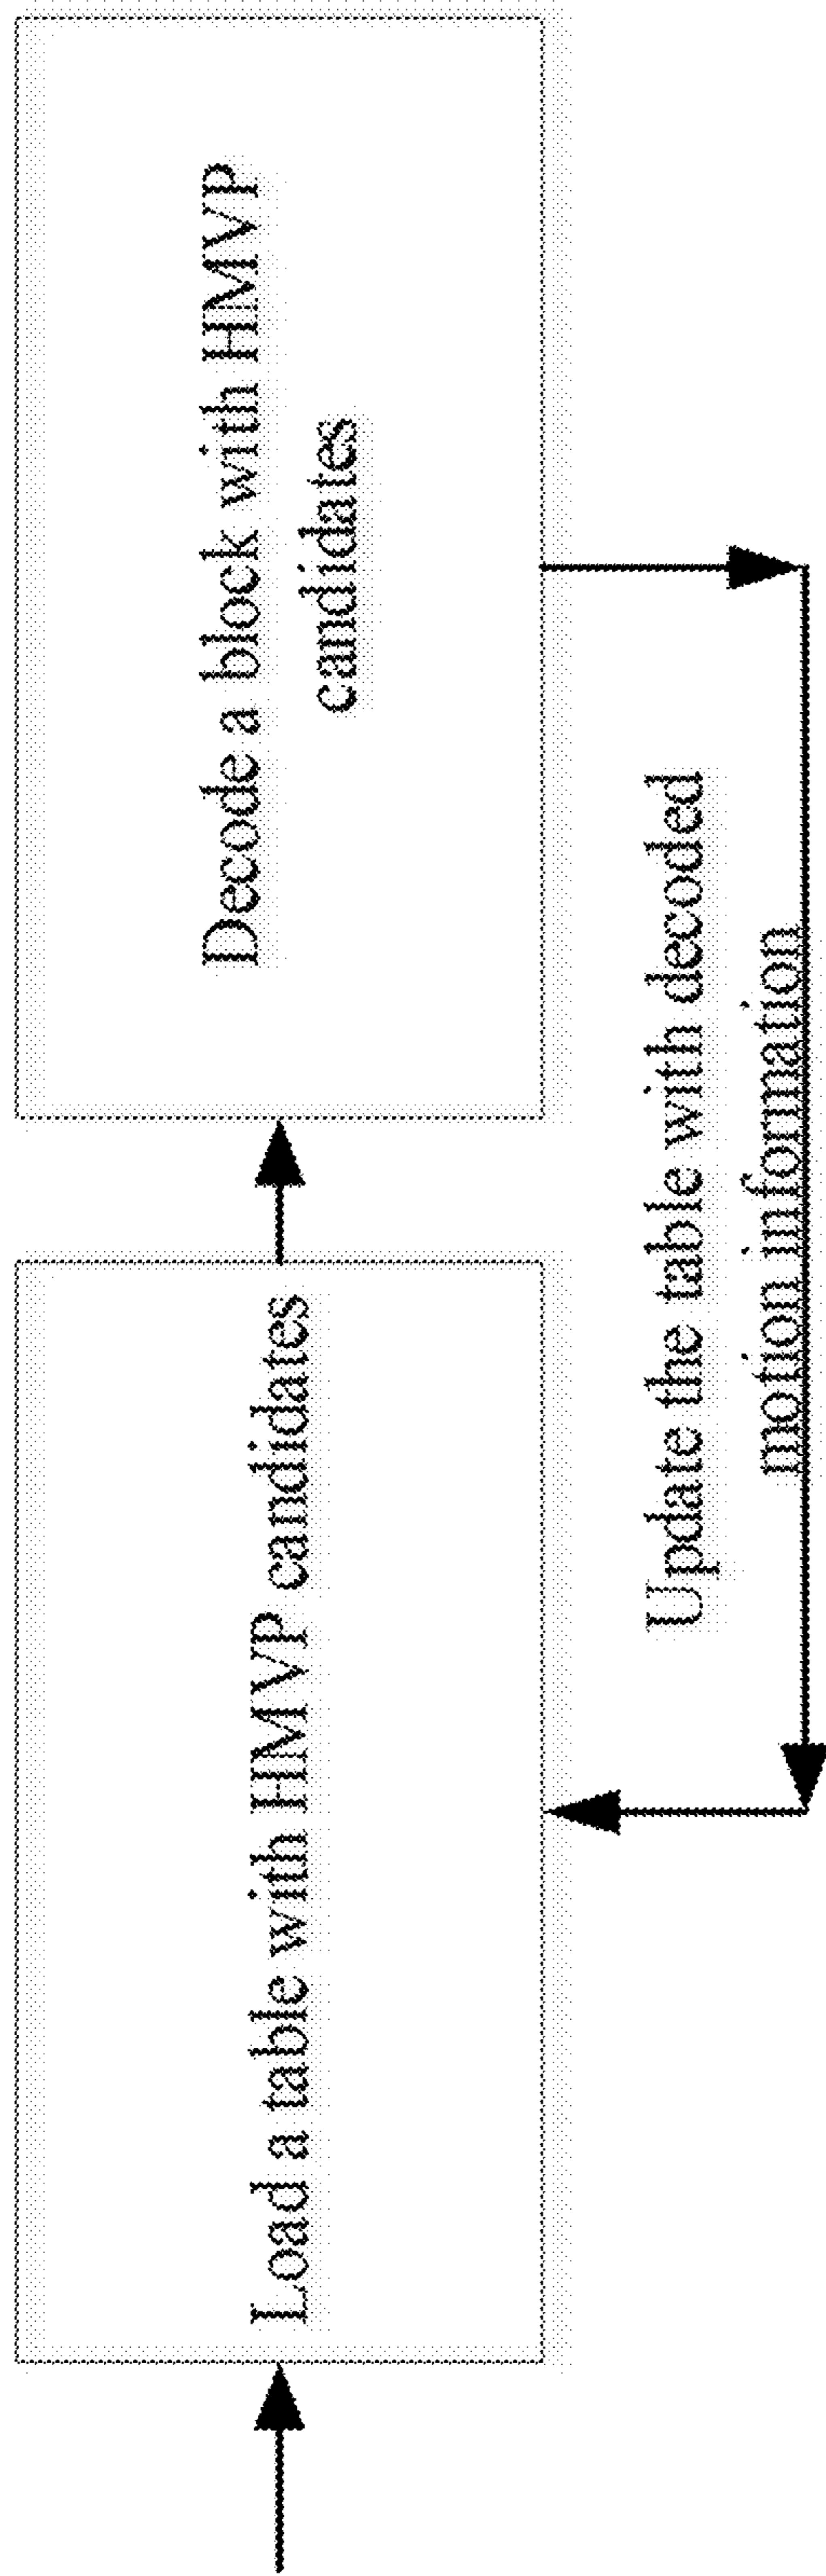 Load a table with HMVP candidates
Decode a block with HMVP
candidates
Update the table with decoded
motion information